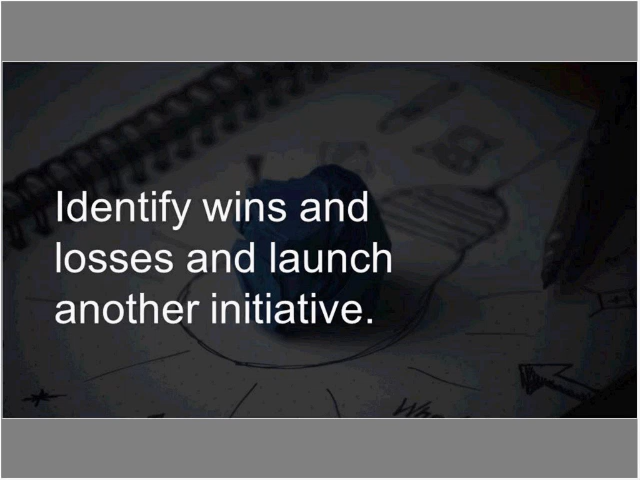 Identify wins and
losses and launch
another initiative.